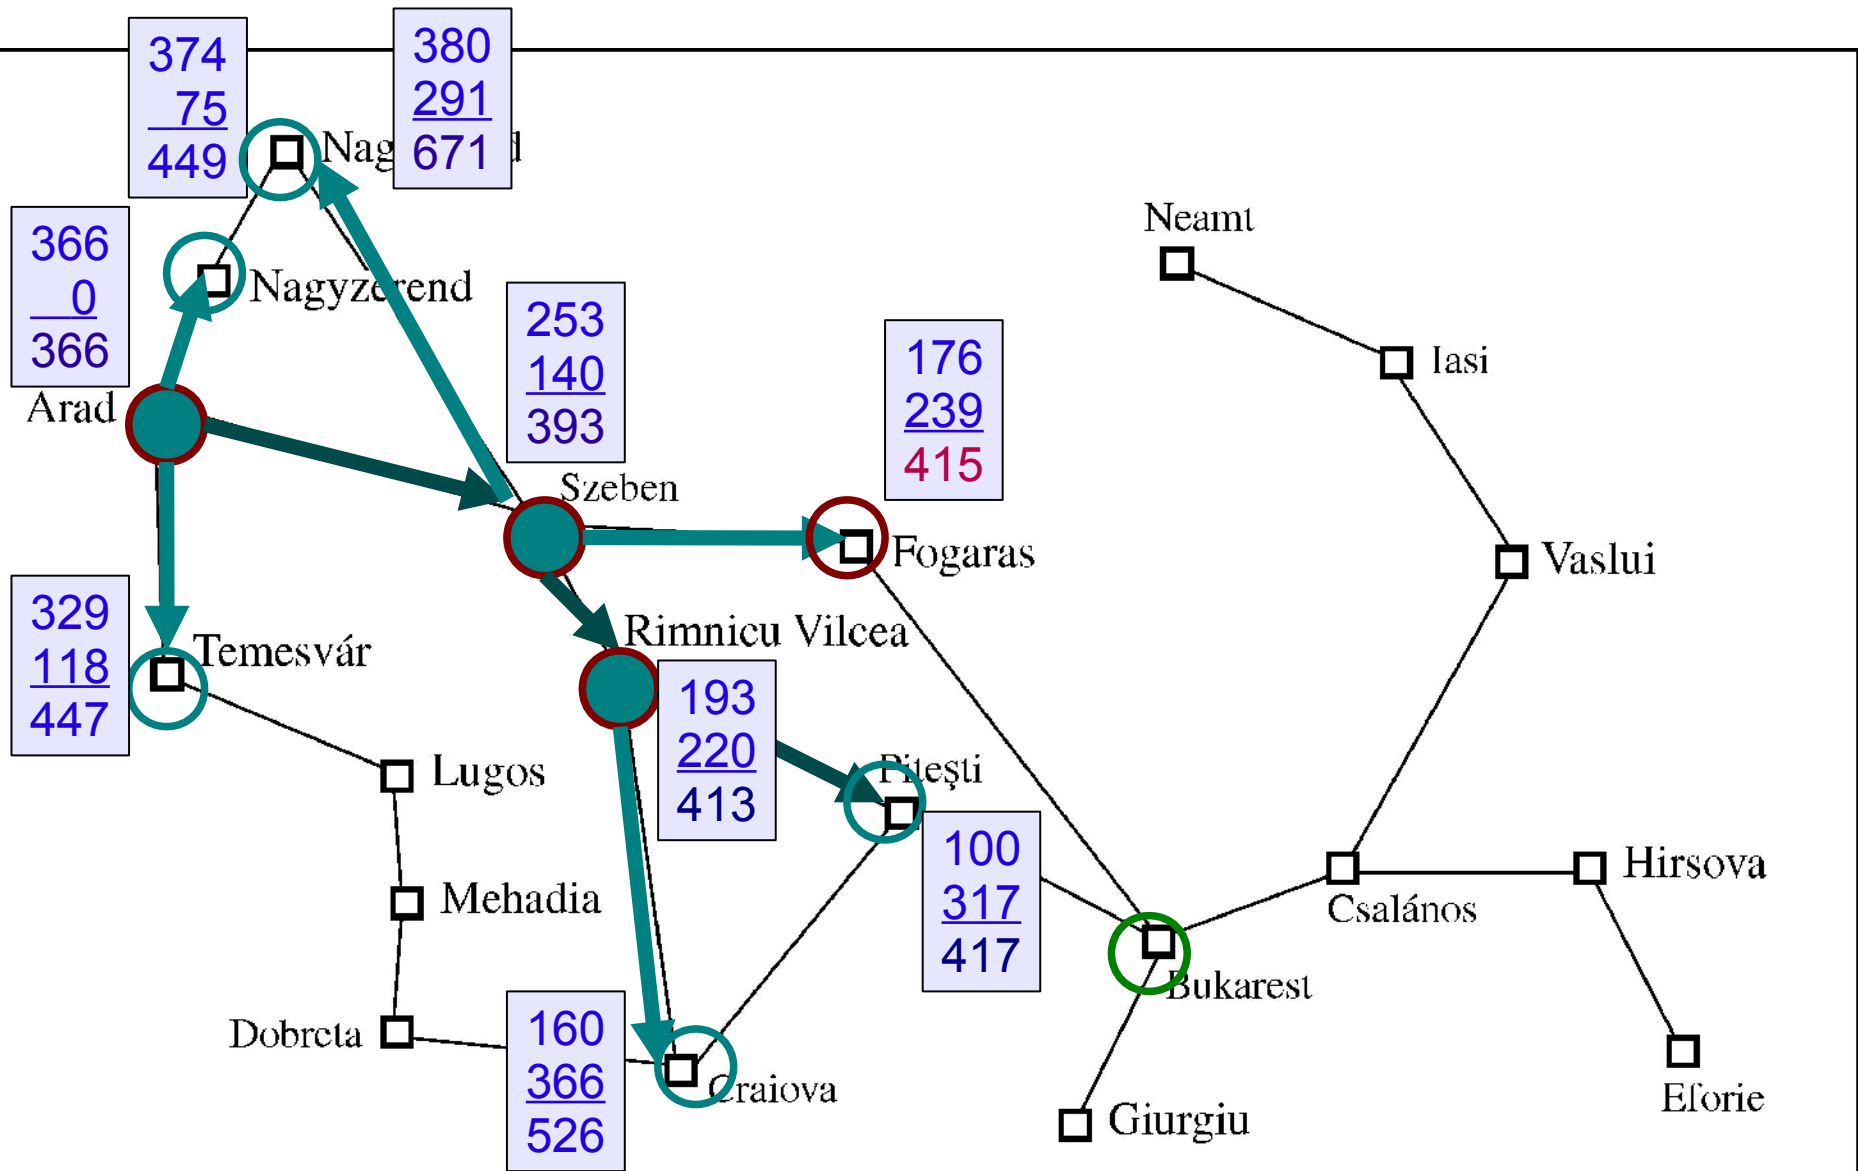 374
75
449
380
291
671
Nagyzerend
366
0
366
Arad
253
140
393
Szeben
176
239
415
Fogaras
Neamt
Iasi
Vaslui
329
118
447
Temesvár
Rimnicu Vilcea
193
220
413
Piteşti
Lugos
Mehadia
100
317
417
Hirsova
Csalános
Bukarest
Dobreta
160
366
526
Craiova
Giurgiu
Eforie